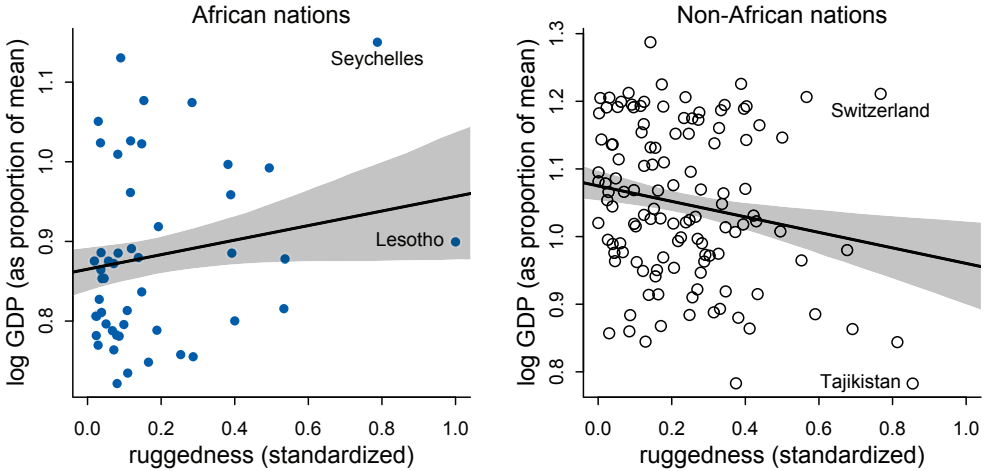 African nations
log GDP (as proportion of mean)
1.1
1.0
0.9
0.8
Seychelles
Lesotho
0.0 0.2 0.4 0.6 0.8 1.0
ruggedness (standardized)
Non-African nations
log GDP (as proportion of mean)
1.3
1.2
1.1
1.0
0.9
0.8
Switzerland
Tajikistan
0.0 0.2 0.4 0.6 0.8 1.0
ruggedness (standardized)